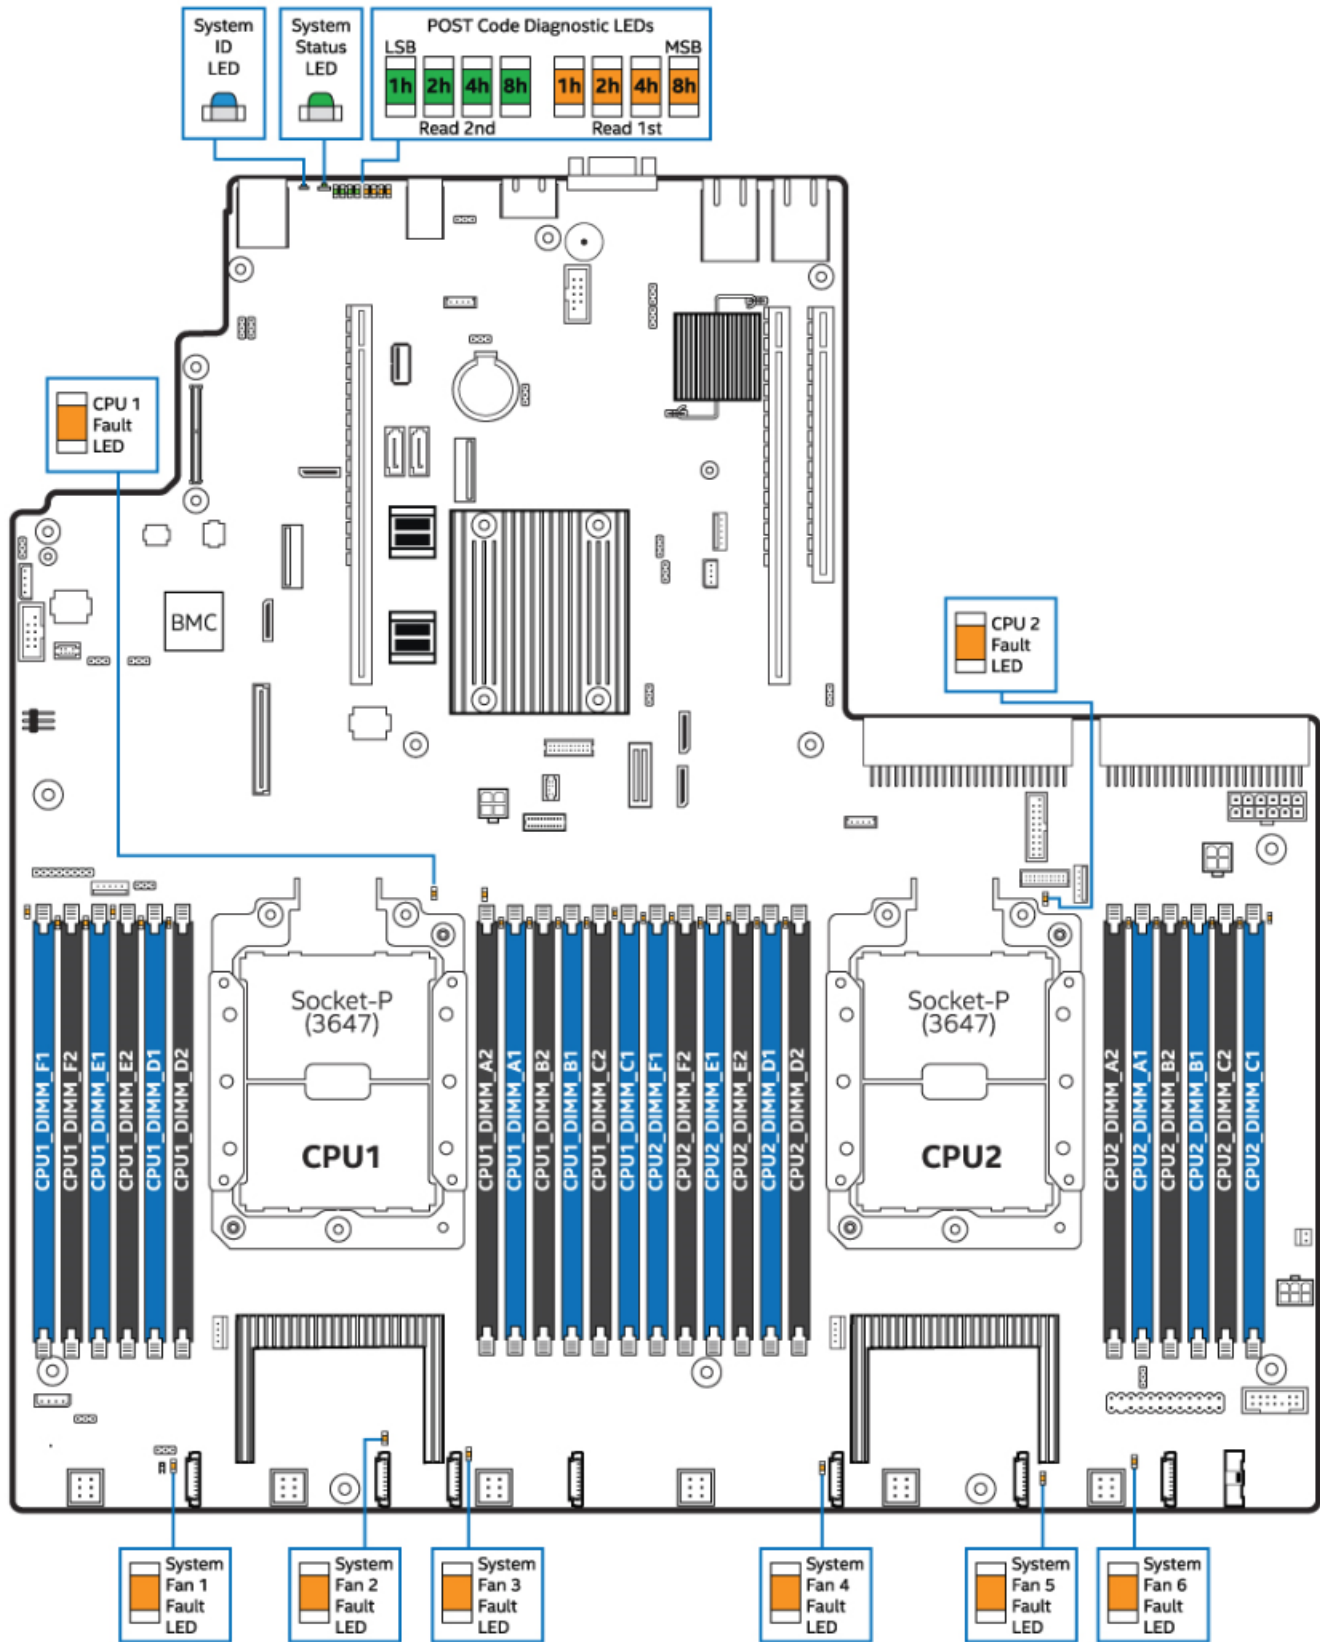 System
ID
LED
System
Status
LED
POST Code Diagnostic LEDs
LSB
MSB
1h 2h 4h 8h 1h 2h 4h 8h
Read 2nd
Read 1st
CPU 1
Fault
LED
BMC
CPU 2
Fault
LED
CPU1_DIMM_F1
CPU1_DIMM_F2
CPU1_DIMM_E1
CPU1_DIMM_E2
CPU1_DIMM_D1
CPU1_DIMM_D2
Socket-P
(3647)
CPU1
CPU1_DIMM_A2
CPU1_DIMM_A1
CPU1_DIMM_B2
CPU1_DIMM_B1
CPU1_DIMM_C2
CPU1_DIMM_C1
CPU2_DIMM_F1
CPU2_DIMM_F2
CPU2_DIMM_E1
CPU2_DIMM_E2
CPU2_DIMM_D1
CPU2_DIMM_D2
Socket-P
(3647)
CPU2
CPU2_DIMM_A2
CPU2_DIMM_A1
CPU2_DIMM_B2
CPU2_DIMM_B1
CPU2_DIMM_C2
CPU2_DIMM_C1
System
Fan 1
Fault
LED
System
Fan 2
Fault
LED
System
Fan 3
Fault
LED
System
Fan 4
Fault
LED
System
Fan 5
Fault
LED
System
Fan 6
Fault
LED